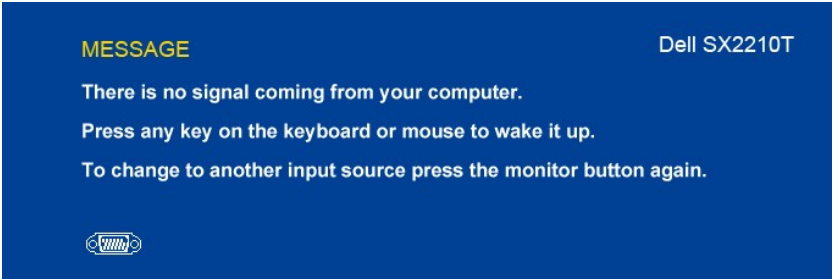 MESSAGE
Dell SX2210T
There is no signal coming from your computer.
Press any key on the keyboard or mouse to wake it up.
To change to another input source press the monitor button again.